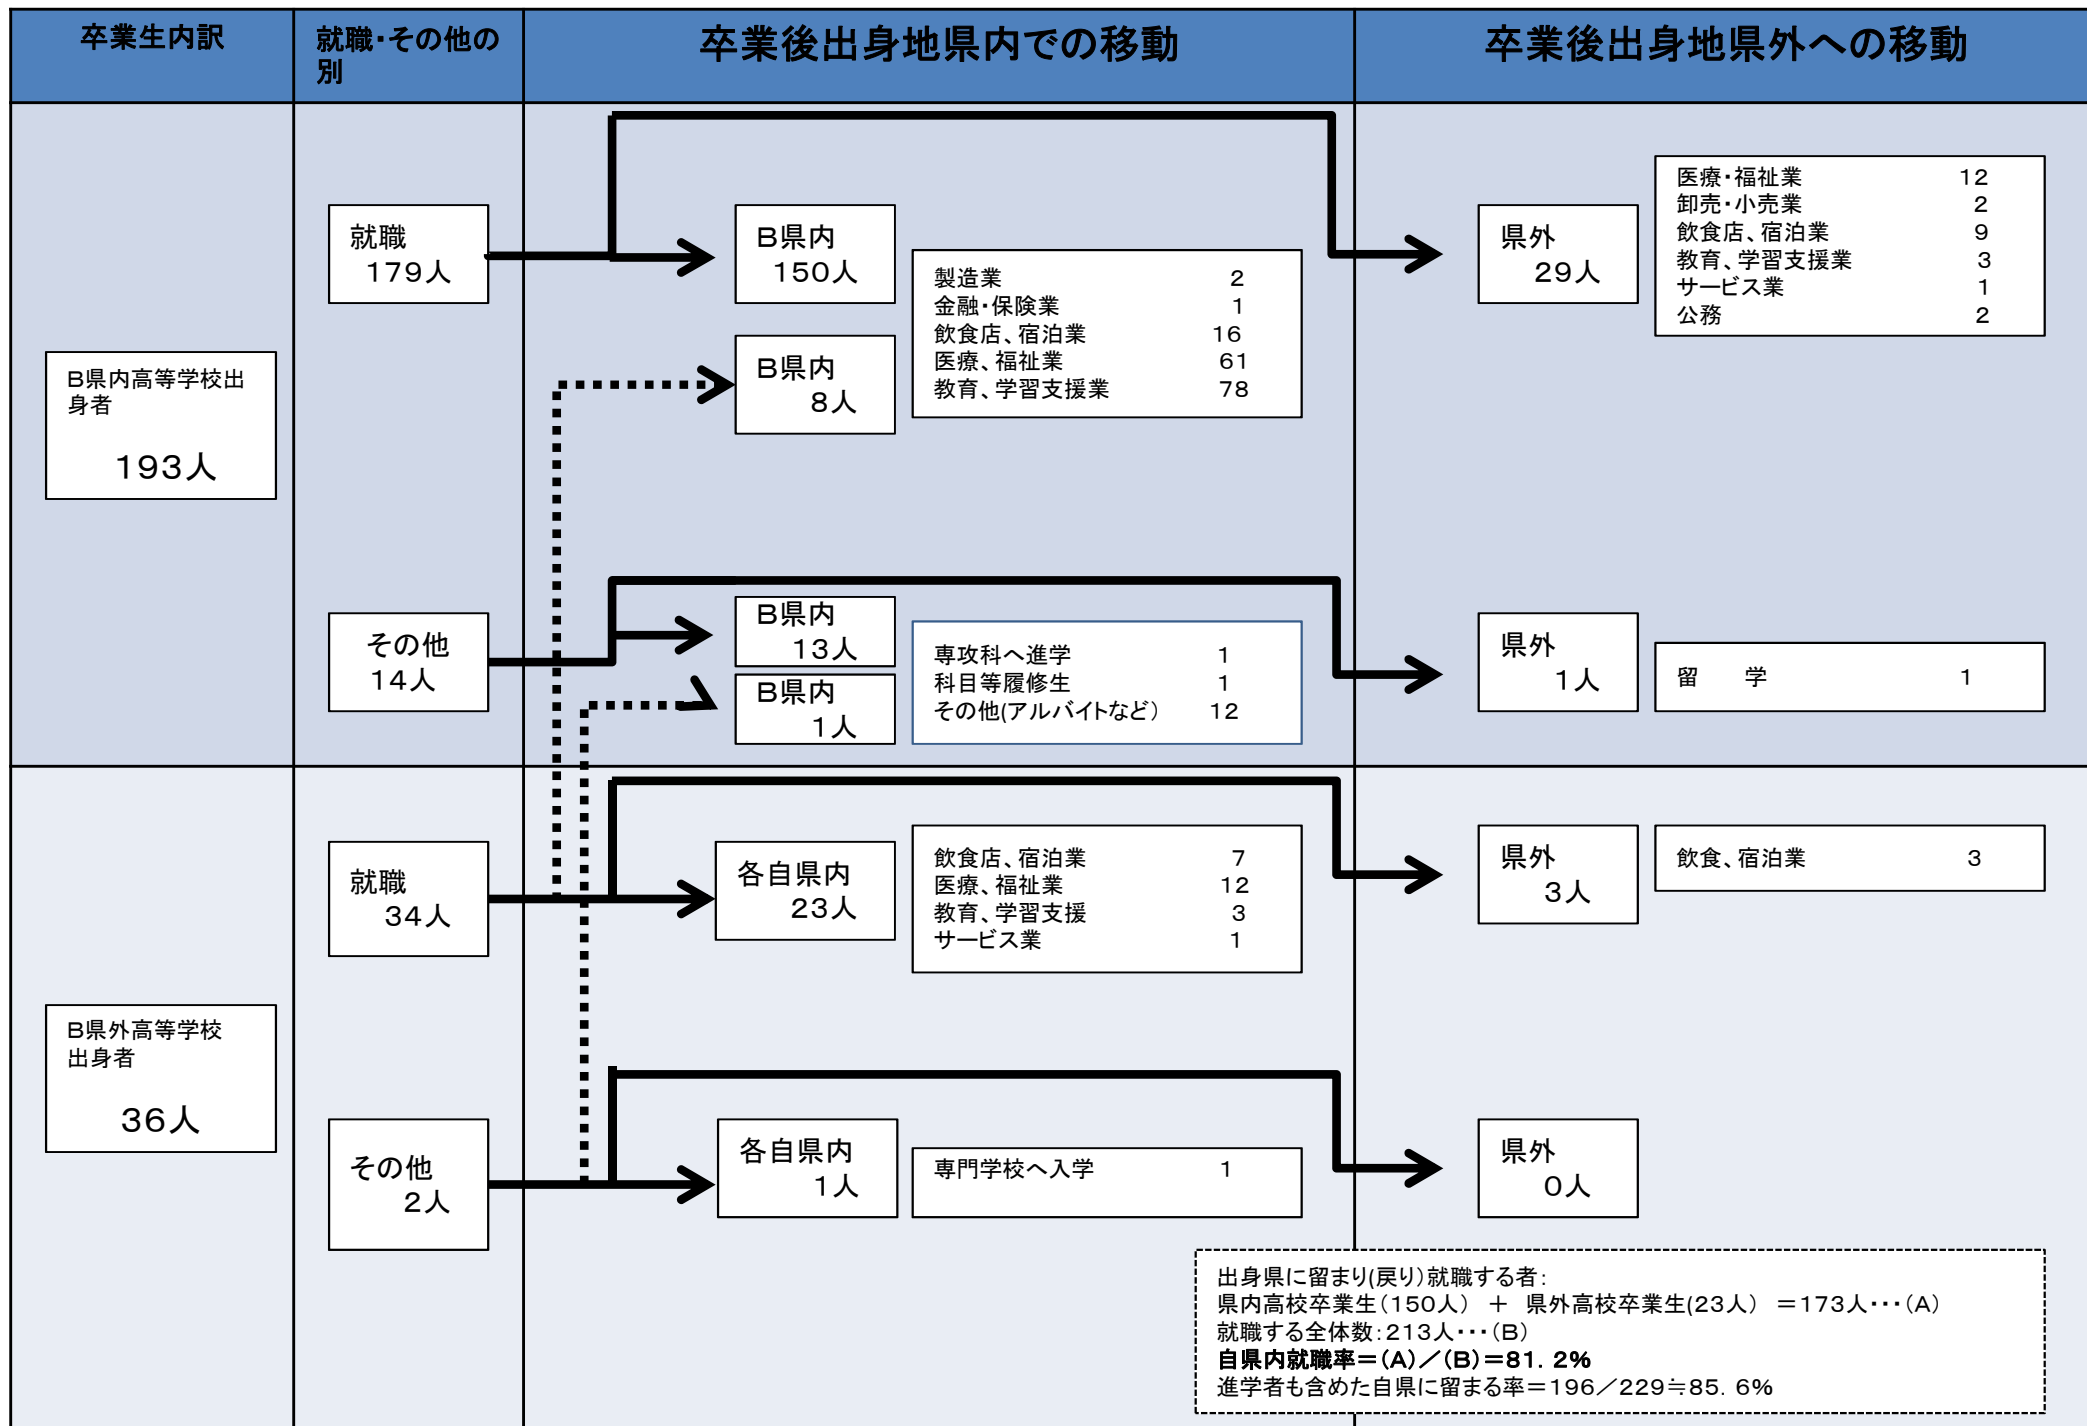 卒業生内訳
就職・その他の
別
卒業後出身地県内での移動
卒業後出身地県外への移動
B県内高等学校出
身者
193人
就職
179人
B県内
150人
B県内
8人
製造業 2
金融・保険業 1
飲食店、宿泊業 16
医療、福祉業 61
教育、学習支援業 78
県外
29人
医療・福祉業 12
卸売・小売業 2
飲食店、宿泊業 9
教育、学習支援業 3
サービス業 1
公務 2
その他
14人
B県内
13人
B県内
1人
専攻科へ進学 1
科目等履修生 1
その他(アルバイトなど) 12
県外
1人
留 学 1
B県外高等学校
出身者
36人
就職
34人
各自県内
23人
飲食店、宿泊業 7
医療、福祉業 12
教育、学習支援 3
サービス業 1
県外
3人
飲食、宿泊業 3
その他
2人
各自県内
1人
専門学校へ入学 1
県外
0人
出身県に留まり(戻り)就職する者:
県内高校卒業生(150人) + 県外高校卒業生(23人) =173人・・・(A)
就職する全体数:213人・・・(B)
自県内就職率=(A)/(B)=81.2%
進学者も含めた自県に留まる率=196/229≒85.6%